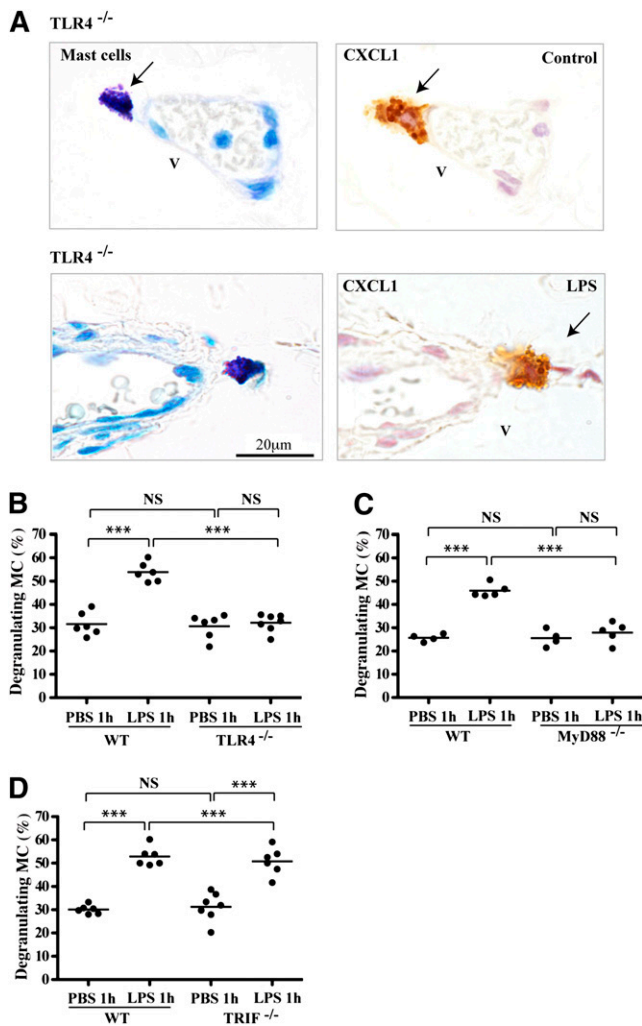 A
TLR4 -/-
Mast cells
V
CXCL1 Control
V
TLR4 -/-
20μm
CXCL1 LPS
V
B
NS NS
*** ***
Degranulating MC (%)
70
60
50
40
30
20
10
0
PBS 1h LPS 1h PBS 1h LPS 1h
WT TLR4 -/-
C
NS NS
*** ***
Degranulating MC (%)
70
60
50
40
30
20
10
0
PBS 1h LPS 1h PBS 1h LPS 1h
WT MyD88 -/-
D
NS ***
*** ***
Degranulating MC (%)
70
60
50
40
30
20
10
0
PBS 1h LPS 1h PBS 1h LPS 1h
WT TRIF -/-